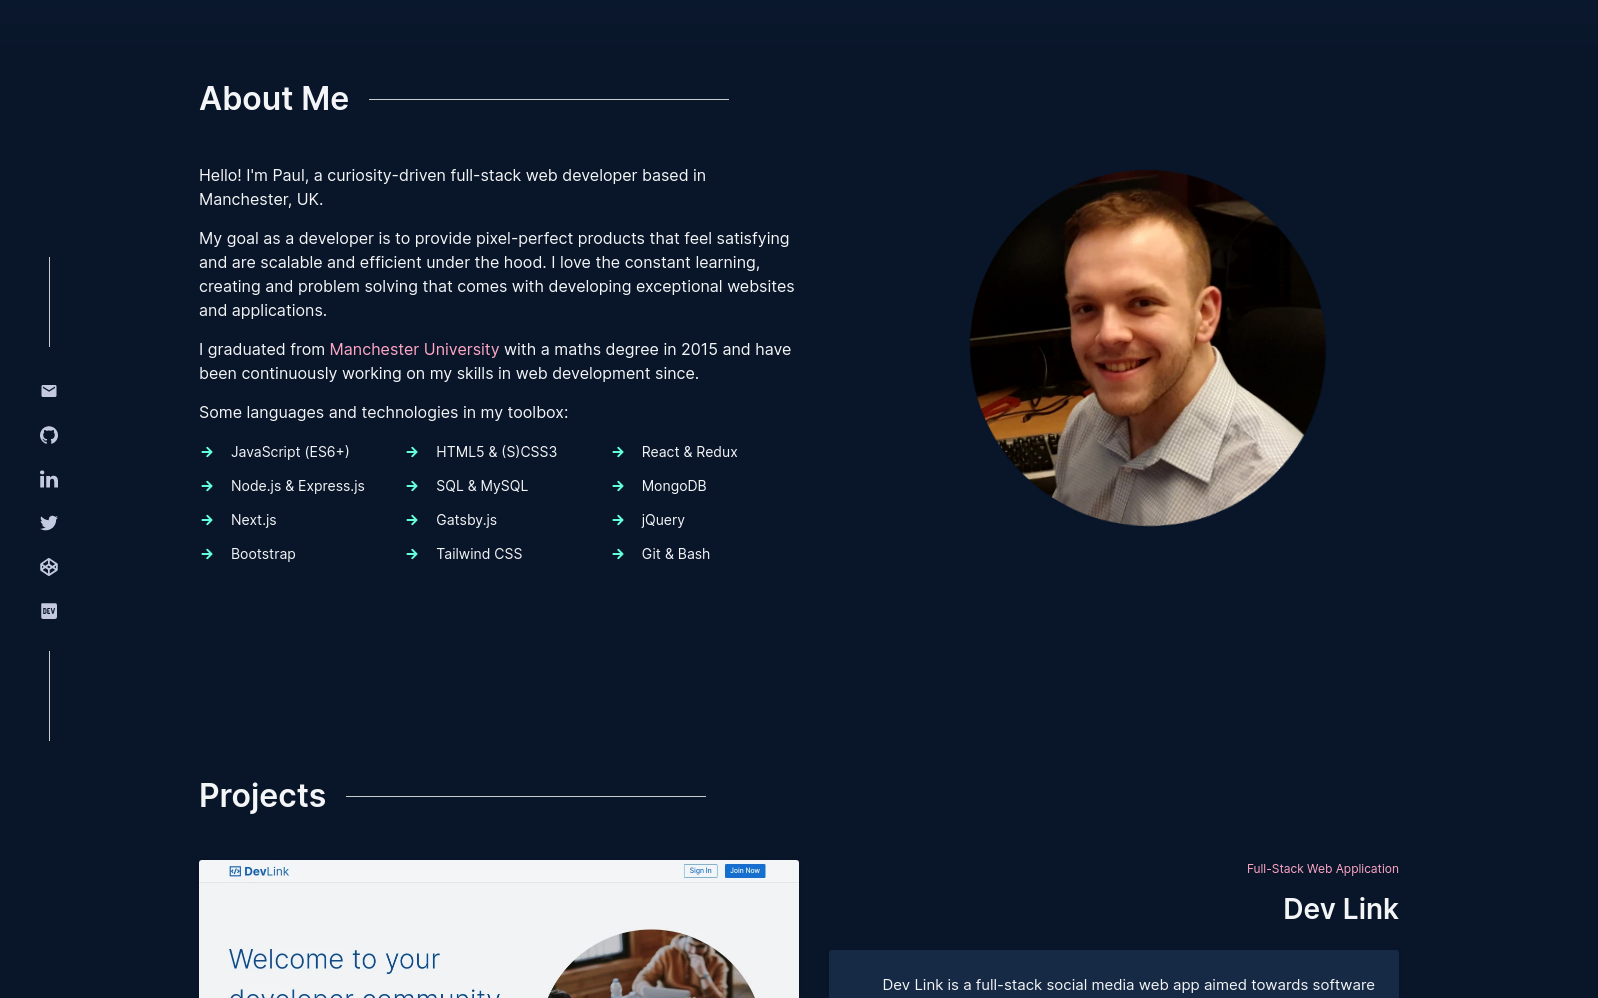 About Me
Hello! I'm Paul, a curiosity-driven full-stack web developer based in
Manchester, UK.
My goal as a developer is to provide pixel-perfect products that feel satisfying
and are scalable and efficient under the hood. I love the constant learning,
creating and problem solving that comes with developing exceptional websites
and applications.
I graduated from Manchester University with a maths degree in 2015 and have
been continuously working on my skills in web development since.
Some languages and technologies in my toolbox:
JavaScript (ES6+)
HTML5 & (S)CSS3
React & Redux
Node.js & Express.js
SQL & MySQL
MongoDB
Next.js
Gatsby.js
jQuery
Bootstrap
Tailwind CSS
Git & Bash
DEV
Projects
DevLink
Sign In
Join Now
Welcome to your
developer community
Full-Stack Web Application
Dev Link
Dev Link is a full-stack social media web app aimed towards software